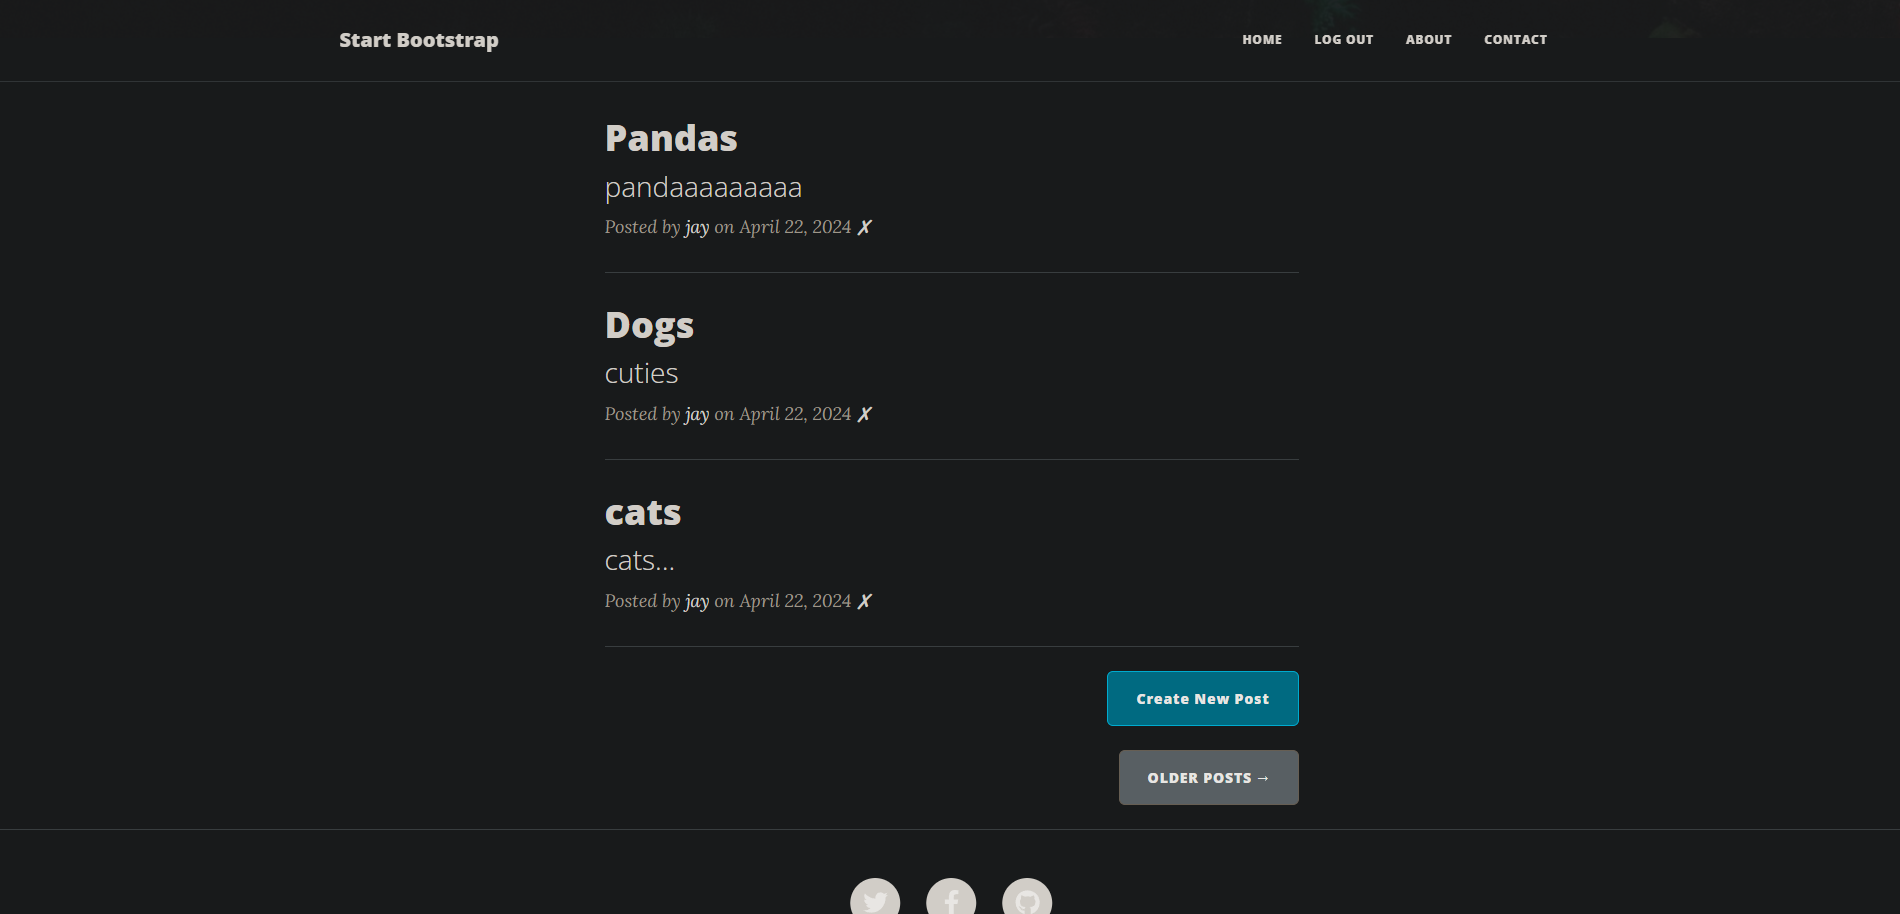 Start Bootstrap
HOME LOG OUT ABOUT CONTACT
Pandas
pandaaaaaaaaa
Posted by jay on April 22, 2024 ✗
Dogs
cuties
Posted by jay on April 22, 2024 ✗
cats
cats...
Posted by jay on April 22, 2024 ✗
Create New Post
OLDER POSTS →